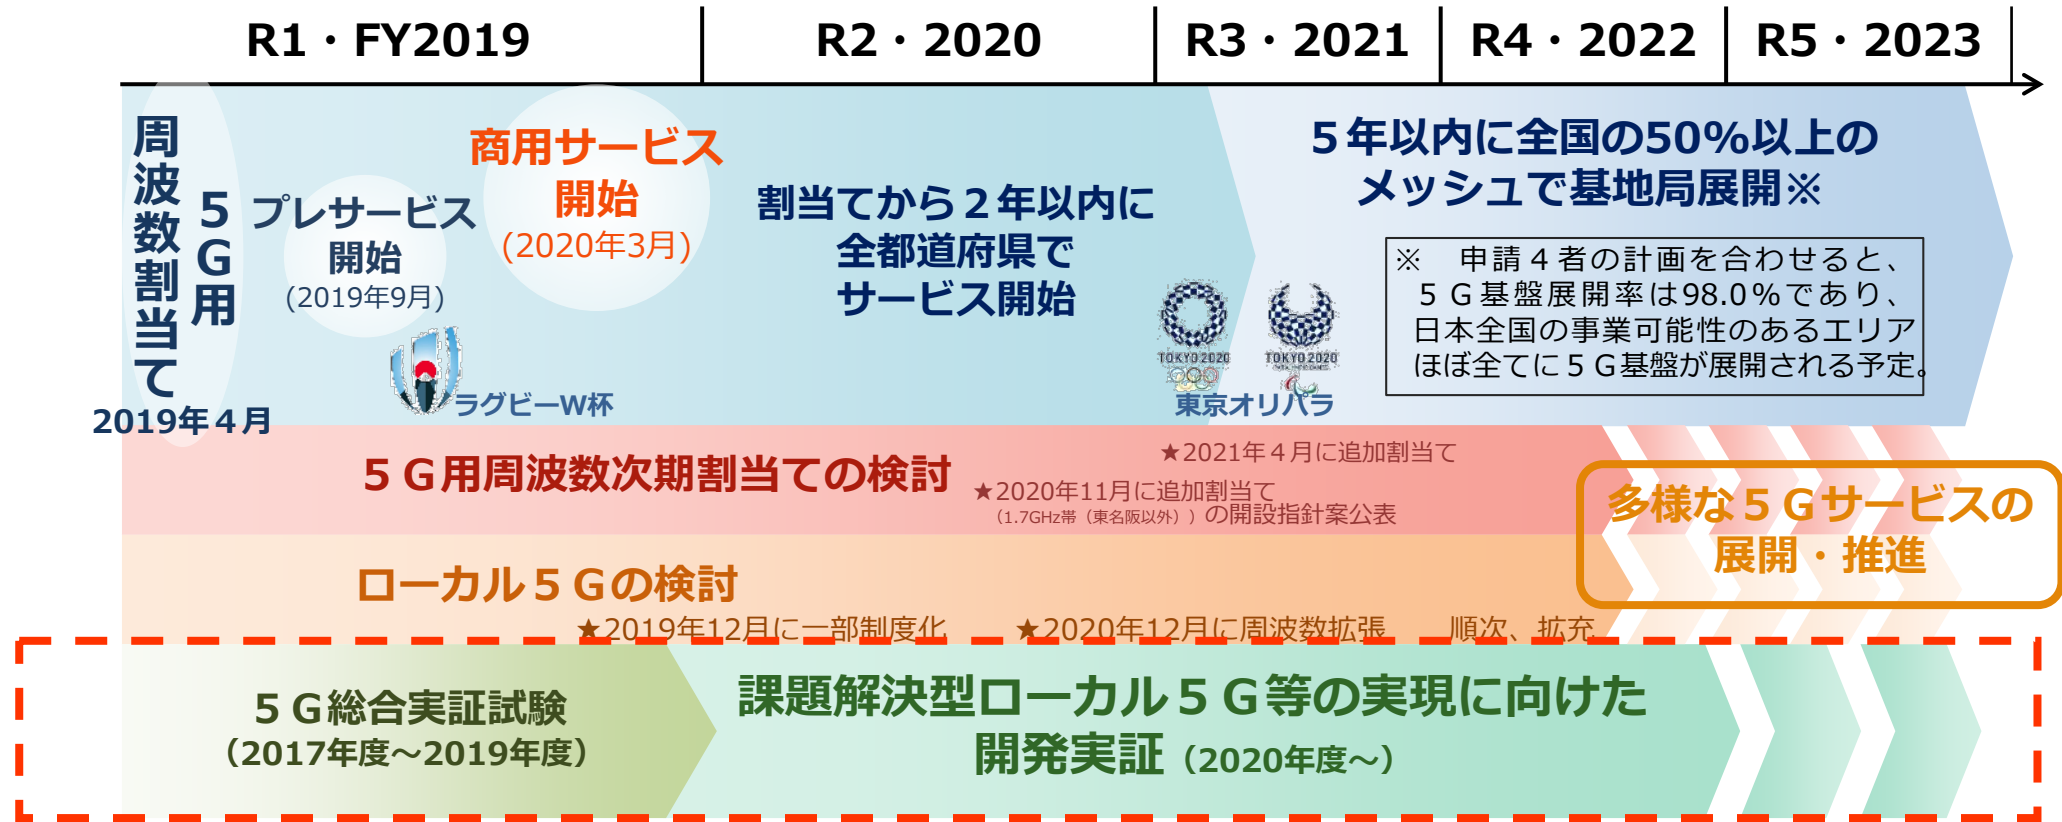 R1・FY2019
R2・2020
R3・2021
R4・2022
R5・2023
5G用
周波数割当て
2019年4月
プレサービス
開始
(2019年9月)
ラグビーW杯
商用サービス
開始
(2020年3月)
割当てから2年以内に
全都道府県で
サービス開始
TOKYO 2020
TOKYO 2020
東京オリパラ
5年以内に全国の50%以上の
メッシュで基地局展開※
※　申請4者の計画を合わせると、
5G基盤展開率は98.0%であり、
日本全国の事業可能性のあるエリア
ほぼ全てに5G基盤が展開される予定。
5G用周波数次期割当ての検討
★2021年4月に追加割当て
★2020年11月に追加割当て
(1.7GHz帯（東名阪以外））の開設指針案公表
多様な5Gサービスの
展開・推進
ローカル5Gの検討
★2019年12月に一部制度化
★2020年12月に周波数拡張
順次、拡充
5G総合実証試験
（2017年度～2019年度）
課題解決型ローカル5G等の実現に向けた
開発実証（2020年度～）